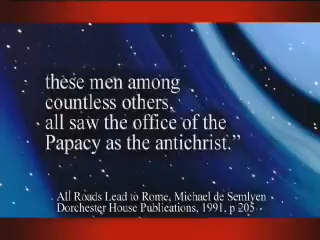 these men among
countless others,
all saw the office of the
Papacy as the antichrist."
All Roads Lead to Rome, Michael de Semlyen
Dorchester House Publications, 1991, p 205